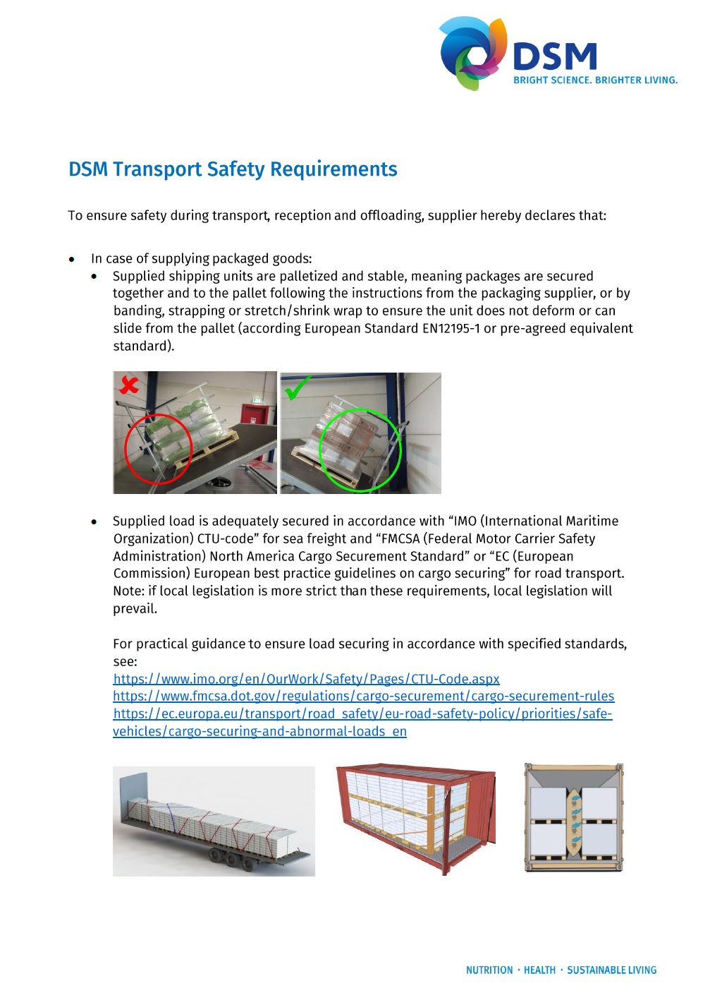 DSM
BRIGHT SCIENCE. BRIGHTER LIVING.
DSM Transport Safety Requirements
To ensure safety during transport, reception and offloading, supplier hereby declares that:
• In case of supplying packaged goods:
• Supplied shipping units are palletized and stable, meaning packages are secured
together and to the pallet following the instructions from the packaging supplier, or by
banding, strapping or stretch/shrink wrap to ensure the unit does not deform or can
slide from the pallet (according European Standard EN12195-1 or pre-agreed equivalent
standard).
• Supplied load is adequately secured in accordance with “IMO (International Maritime
Organization) CTU-code” for sea freight and “FMCSA (Federal Motor Carrier Safety
Administration) North America Cargo Securement Standard” or “EC (European
Commission) European best practice guidelines on cargo securing” for road transport.
Note: if local legislation is more strict than these requirements, local legislation will
prevail.
For practical guidance to ensure load securing in accordance with specified standards,
see:
https://www.imo.org/en/OurWork/Safety/Pages/CTU-Code.aspx
https://www.fmcsa.dot.gov/regulations/cargo-securement/cargo-securement-rules
https://ec.europa.eu/transport/road_safety/eu-road-safety-policy/priorities/safe-
vehicles/cargo-securing-and-abnormal-loads_en
NUTRITION · HEALTH · SUSTAINABLE LIVING